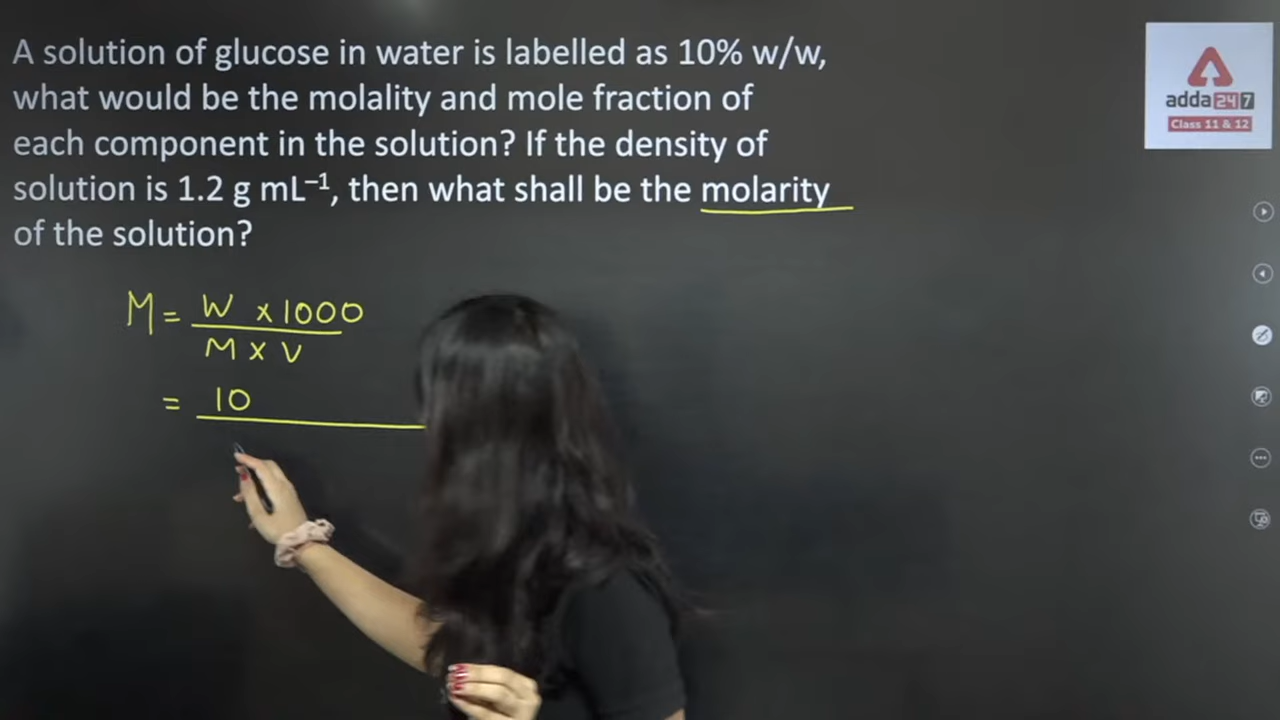 A solution of glucose in water is labelled as 10% w/w,
what would be the molality and mole fraction of
each component in the solution? If the density of
solution is 1.2 g mL⁻¹, then what shall be the molarity
of the solution?
adda247
Class 11 & 12
M = W × 1000
M × V
= 10